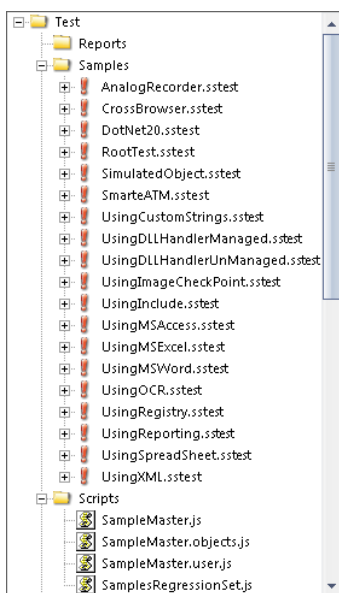 Test
Reports
Samples
AnalogRecorder.sstest
CrossBrowser.sstest
DotNet20.sstest
RootTest.sstest
SimulatedObject.sstest
SmarteATM.sstest
UsingCustomStrings.sstest
UsingDLLHandlerManaged.sstest
UsingDLLHandlerUnManaged.sstest
UsingImageCheckPoint.sstest
UsingInclude.sstest
UsingMSAccess.sstest
UsingMSExcel.sstest
UsingMSWord.sstest
UsingOCR.sstest
UsingRegistry.sstest
UsingReporting.sstest
UsingSpreadSheet.sstest
UsingXML.sstest
Scripts
SampleMaster.js
SampleMaster.objects.js
SampleMaster.user.js
SamplesRegressionSet.js